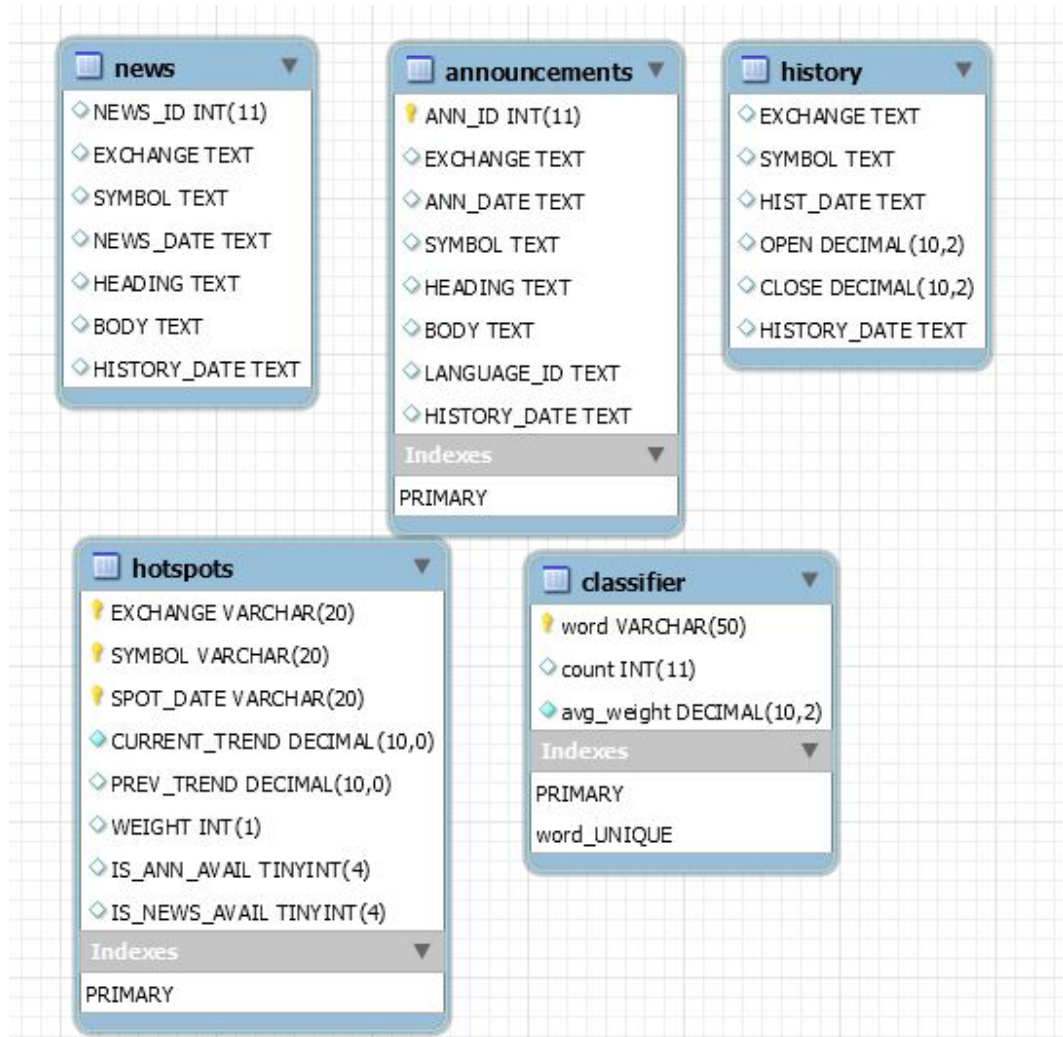 news
NEWS_ID INT(11)
EXCHANGE TEXT
SYMBOL TEXT
NEWS_DATE TEXT
HEADING TEXT
BODY TEXT
HISTORY_DATE TEXT
announcements
ANN_ID INT(11)
EXCHANGE TEXT
ANN_DATE TEXT
SYMBOL TEXT
HEADING TEXT
BODY TEXT
LANGUAGE_ID TEXT
HISTORY_DATE TEXT
Indexes
PRIMARY
history
EXCHANGE TEXT
SYMBOL TEXT
HIST_DATE TEXT
OPEN DECIMAL(10,2)
CLOSE DECIMAL(10,2)
HISTORY_DATE TEXT
hotspots
EXCHANGE VARCHAR(20)
SYMBOL VARCHAR(20)
SPOT_DATE VARCHAR(20)
CURRENT_TREND DECIMAL(10,0)
PREV_TREND DECIMAL(10,0)
WEIGHT INT(1)
IS_ANN_AVAIL TINYINT(4)
IS_NEWS_AVAIL TINYINT(4)
Indexes
PRIMARY
classifier
word VARCHAR(50)
count INT(11)
avg_weight DECIMAL(10,2)
Indexes
PRIMARY
word_UNIQUE